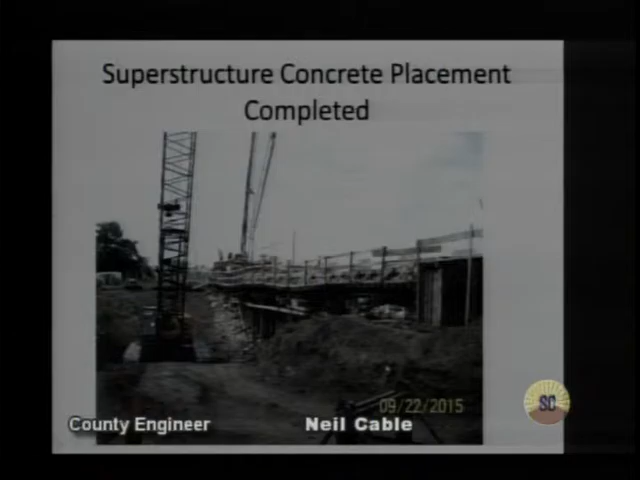 Superstructure Concrete Placement
Completed
09/22/2015
SC
County Engineer
Neil Cable